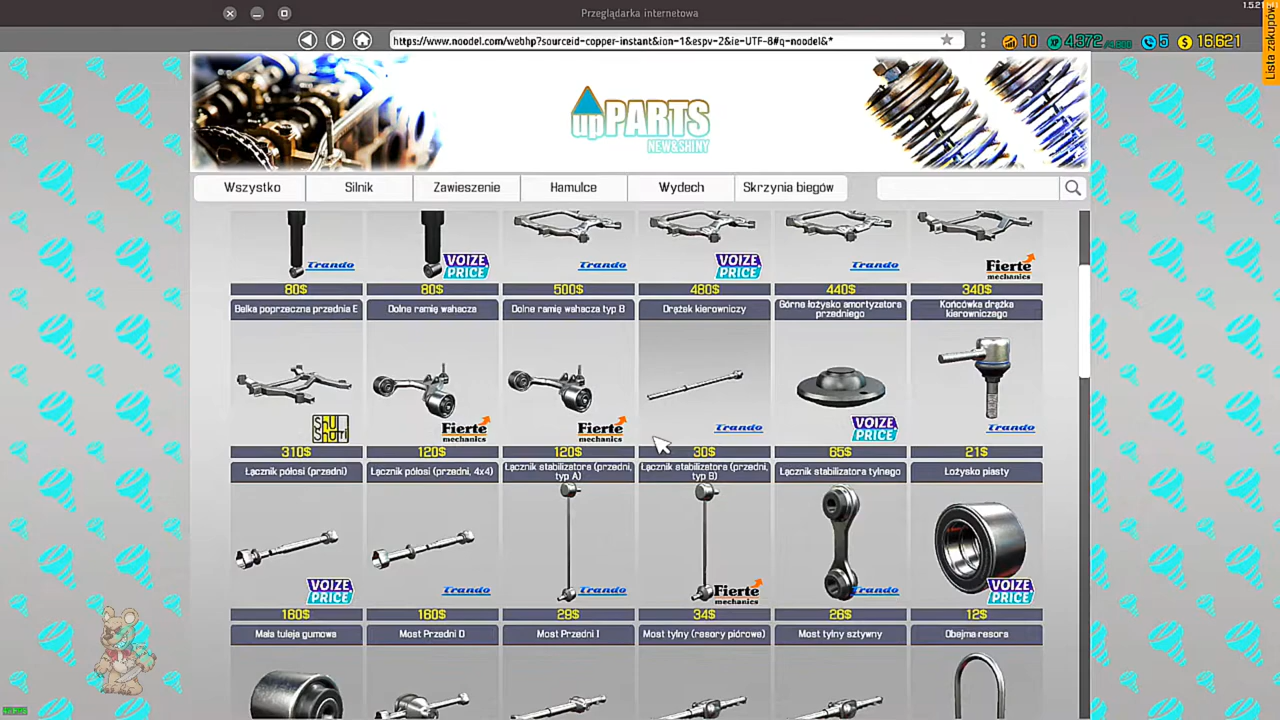 Przeglądarka internetowa
https://www.noodel.com/webhp?sourceid-copper-instant&ion-1&espv-2&ie-UTF-8#q-noodel&*
10 XP 4,372 5 $ 16,621
Lista zakupów
upPARTS
NEW&SHINY
Wszystko Silnik Zawieszenie Hamulce Wydech Skrzynia biegów
Trando VOIZE PRICE Trando VOIZE PRICE Trando Fierte mechanics
80$ 80$ 500$ 480$ 440$ 340$
Belka poprzeczna przednia E
Dolne ramię wahacza
Dolne ramię wahacza typ B
Drążek kierowniczy
Górne łożysko amortyzatora przedniego
Końcówka drążka kierowniczego
Fierte mechanics Fierte mechanics Trando VOIZE PRICE Trando
310$ 120$ 120$ 30$ 65$ 21$
Łącznik półosi (przedni)
Łącznik półosi (przedni, 4x4)
Łącznik stabilizatora (przedni, typ A)
Łącznik stabilizatora (przedni, typ B)
Łącznik stabilizatora tylnego
Łożysko piasty
VOIZE PRICE Trando Trando Fierte mechanics Trando VOIZE PRICE
160$ 160$ 29$ 34$ 26$ 12$
Mała tuleja gumowa
Most Przedni D
Most Przedni I
Most tylny (resory piórowe)
Most tylny sztywny
Obejma resora